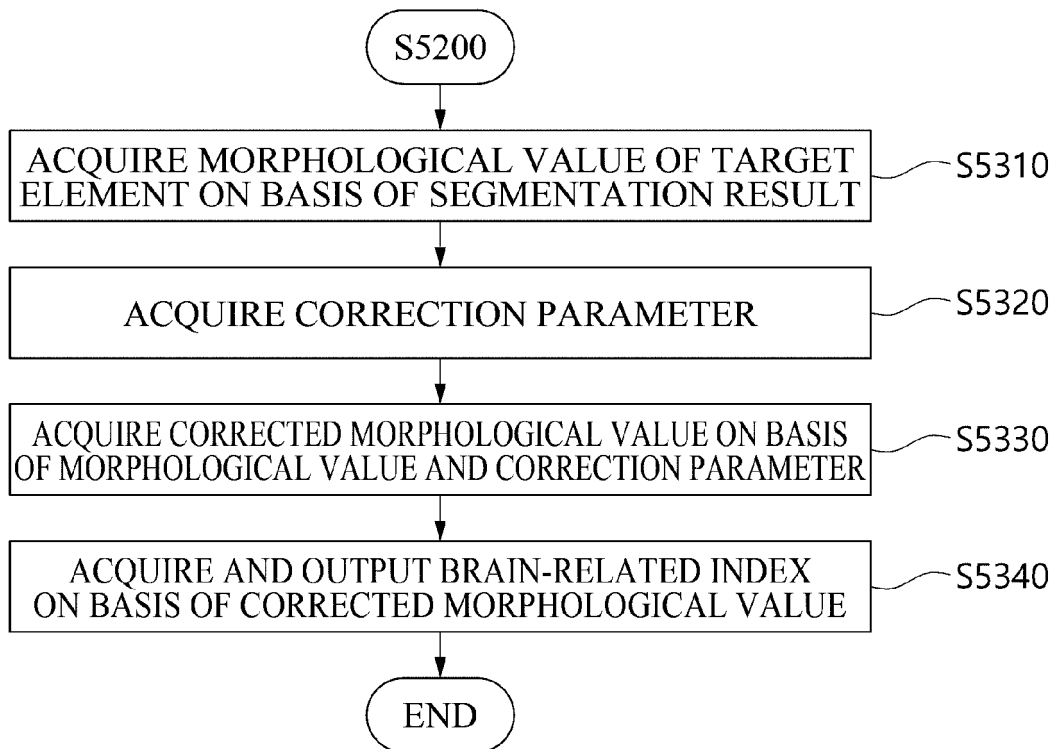 S5200
ACQUIRE MORPHOLOGICAL VALUE OF TARGET
ELEMENT ON BASIS OF SEGMENTATION RESULT
S5310
ACQUIRE CORRECTION PARAMETER
S5320
ACQUIRE CORRECTED MORPHOLOGICAL VALUE ON BASIS
OF MORPHOLOGICAL VALUE AND CORRECTION PARAMETER
S5330
ACQUIRE AND OUTPUT BRAIN-RELATED INDEX
ON BASIS OF CORRECTED MORPHOLOGICAL VALUE
S5340
END